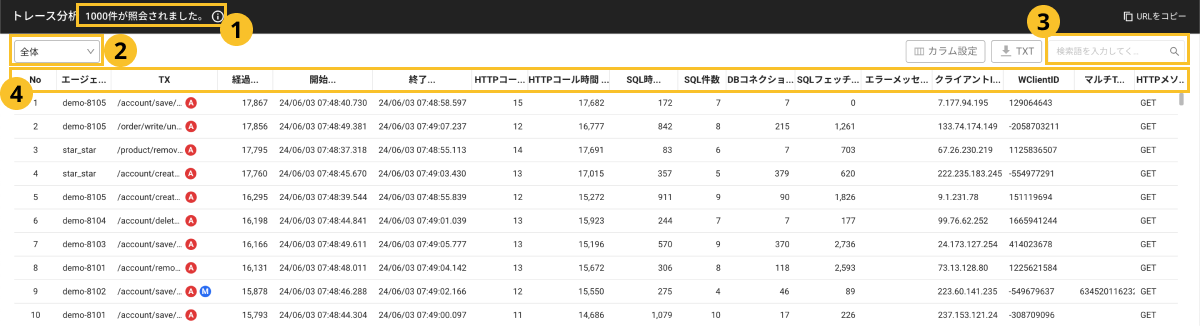 トレース分析 1000件が照会されました。 URLをコピー
1
2
3
全体 カラム設定 TXT 検索語を入力してく...
4
No エージェ... TX 経過... 開始... 終了... HTTPコー... HTTPコール時間 ... SQL時... SQL件数 DBコネクショ... SQLフェッチ... エラーメッセ... クライアントI... WClientID マルチT... HTTPメソ...
1 demo-8105 /account/save/... A 17,867 24/06/03 07:48:40.730 24/06/03 07:48:58.597 15 17,682 172 7 7 0 7.177.94.195 129064643 GET
2 demo-8105 /order/write/un... A 17,856 24/06/03 07:48:49.381 24/06/03 07:49:07.237 12 16,777 842 8 215 1,261 133.74.174.149 -2058703211 GET
3 star_star /product/remov... A 17,795 24/06/03 07:48:37.318 24/06/03 07:48:55.113 14 17,691 83 6 7 703 67.26.230.219 1125836507 GET
4 star_star /account/creat... A 17,760 24/06/03 07:48:45.670 24/06/03 07:49:03.430 13 17,015 357 5 379 620 222.235.183.245 -554977291 GET
5 demo-8105 /account/creat... A 16,295 24/06/03 07:48:39.544 24/06/03 07:48:55.839 12 15,272 911 9 90 1,826 9.1.231.78 151119694 GET
6 demo-8104 /account/delet... A 16,198 24/06/03 07:48:44.841 24/06/03 07:49:01.039 13 15,923 244 7 7 177 99.76.62.252 1665941244 GET
7 demo-8103 /account/save/... A 16,166 24/06/03 07:48:49.611 24/06/03 07:49:05.777 13 15,196 570 9 370 2,736 24.173.127.254 414023678 GET
8 demo-8101 /account/remo... A 16,131 24/06/03 07:48:48.011 24/06/03 07:49:04.142 13 15,672 306 8 118 2,593 73.13.128.80 1225621584 GET
9 demo-8102 /account/save/... A M 15,878 24/06/03 07:48:46.288 24/06/03 07:49:02.166 12 15,550 275 4 46 89 223.60.141.235 -549679637 634520116232 GET
10 demo-8101 /account/save/... A 15,793 24/06/03 07:48:44.304 24/06/03 07:49:00.097 11 14,686 1,079 10 17 226 237.153.121.24 -308709096 GET